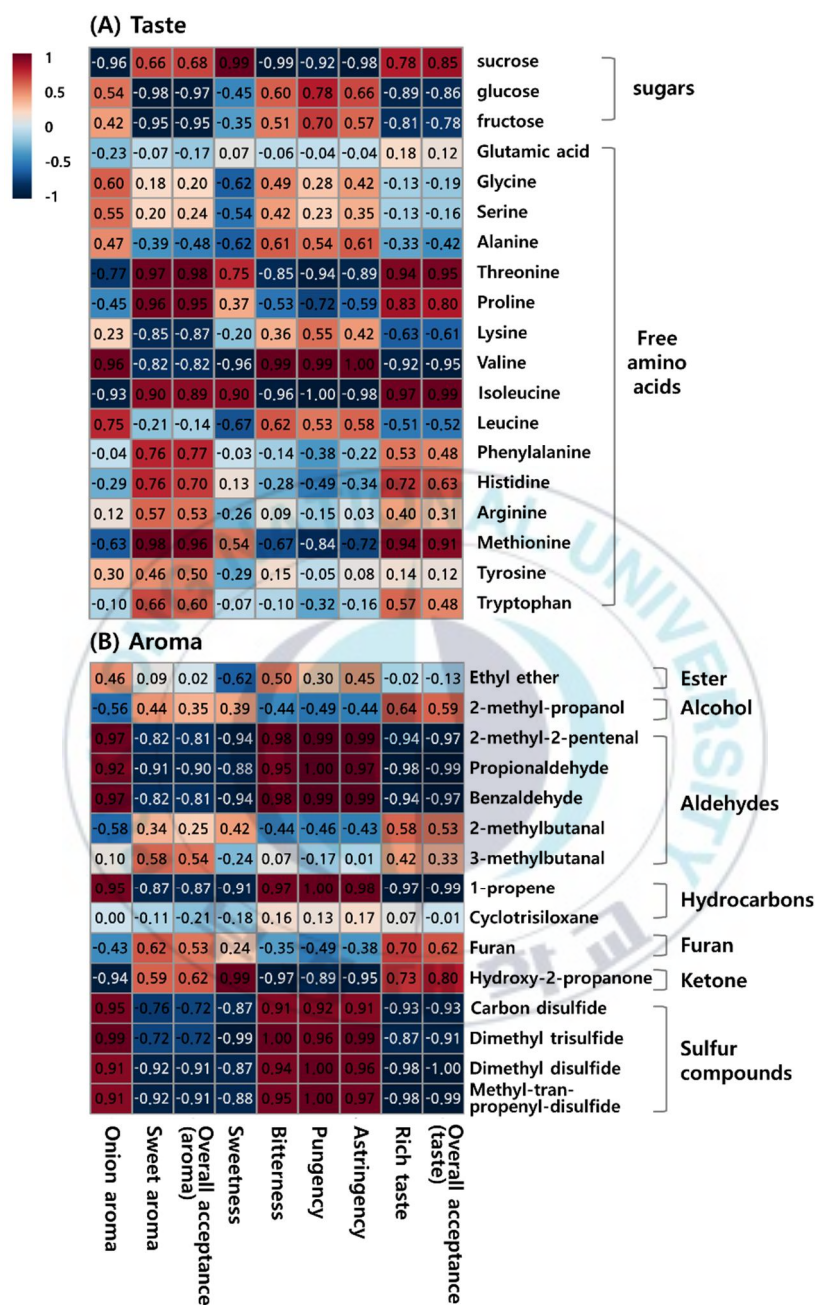 (A) Taste
1
0.5
0
-0.5
-1
-0.96 0.66 0.68 0.99 -0.99 -0.92 -0.98 0.78 0.85 sucrose
0.54 -0.98 -0.97 -0.45 0.60 0.78 0.66 -0.89 -0.86 glucose
0.42 -0.95 -0.95 -0.35 0.51 0.70 0.57 -0.81 -0.78 fructose
sugars
-0.23 -0.07 -0.17 0.07 -0.06 -0.04 -0.04 0.18 0.12 Glutamic acid
0.60 0.18 0.20 -0.62 0.49 0.28 0.42 -0.13 -0.19 Glycine
0.55 0.20 0.24 -0.54 0.42 0.23 0.35 -0.13 -0.16 Serine
0.47 -0.39 -0.48 -0.62 0.61 0.54 0.61 -0.33 -0.42 Alanine
-0.77 0.97 0.98 0.75 -0.85 -0.94 -0.89 0.94 0.95 Threonine
-0.45 0.96 0.95 0.37 -0.53 -0.72 -0.59 0.83 0.80 Proline
0.23 -0.85 -0.87 -0.20 0.36 0.55 0.42 -0.63 -0.61 Lysine
0.96 -0.82 -0.82 -0.96 0.99 0.99 1.00 -0.92 -0.95 Valine
-0.93 0.90 0.89 0.90 -0.96 -1.00 -0.98 0.97 0.99 Isoleucine
0.75 -0.21 -0.14 -0.67 0.62 0.53 0.58 -0.51 -0.52 Leucine
-0.04 0.76 0.77 -0.03 -0.14 -0.38 -0.22 0.53 0.48 Phenylalanine
-0.29 0.76 0.70 0.13 -0.28 -0.49 -0.34 0.72 0.63 Histidine
0.12 0.57 0.53 -0.26 0.09 -0.15 0.03 0.40 0.31 Arginine
-0.63 0.98 0.96 0.54 -0.67 -0.84 -0.72 0.94 0.91 Methionine
0.30 0.46 0.50 -0.29 0.15 -0.05 0.08 0.14 0.12 Tyrosine
-0.10 0.66 0.60 -0.07 -0.10 -0.32 -0.16 0.57 0.48 Tryptophan
Free
amino
acids
(B) Aroma
0.46 0.09 0.02 -0.62 0.50 0.30 0.45 -0.02 -0.13 Ethyl ether
Ester
-0.56 0.44 0.35 0.39 -0.44 -0.49 -0.44 0.64 0.59 2-methyl-propanol
Alcohol
0.97 -0.82 -0.81 -0.94 0.98 0.99 0.99 -0.94 -0.97 2-methyl-2-pentenal
0.92 -0.91 -0.90 -0.88 0.95 1.00 0.97 -0.98 -0.99 Propionaldehyde
0.97 -0.82 -0.81 -0.94 0.98 0.99 0.99 -0.94 -0.97 Benzaldehyde
-0.58 0.34 0.25 0.42 -0.44 -0.46 -0.43 0.58 0.53 2-methylbutanal
0.10 0.58 0.54 -0.24 0.07 -0.17 0.01 0.42 0.33 3-methylbutanal
Aldehydes
0.95 -0.87 -0.87 -0.91 0.97 1.00 0.98 -0.97 -0.99 1-propene
0.00 -0.11 -0.21 -0.18 0.16 0.13 0.17 0.07 -0.01 Cyclotrisiloxane
Hydrocarbons
-0.43 0.62 0.53 0.24 -0.35 -0.49 -0.38 0.70 0.62 Furan
Furan
-0.94 0.59 0.62 0.99 -0.97 -0.89 -0.95 0.73 0.80 Hydroxy-2-propanone
Ketone
0.95 -0.76 -0.72 -0.87 0.91 0.92 0.91 -0.93 -0.93 Carbon disulfide
0.99 -0.72 -0.72 -0.99 1.00 0.96 0.99 -0.87 -0.91 Dimethyl trisulfide
0.91 -0.92 -0.91 -0.87 0.94 1.00 0.96 -0.98 -1.00 Dimethyl disulfide
0.91 -0.92 -0.91 -0.88 0.95 1.00 0.97 -0.98 -0.99 Methyl-tran-
propenyl-disulfide
Sulfur
compounds
Onion aroma
Sweet aroma
Overall acceptance
(aroma)
Sweetness
Bitterness
Pungency
Astringency
Rich taste
Overall acceptance
(taste)
NATIONAL UNIVERSITY
학교